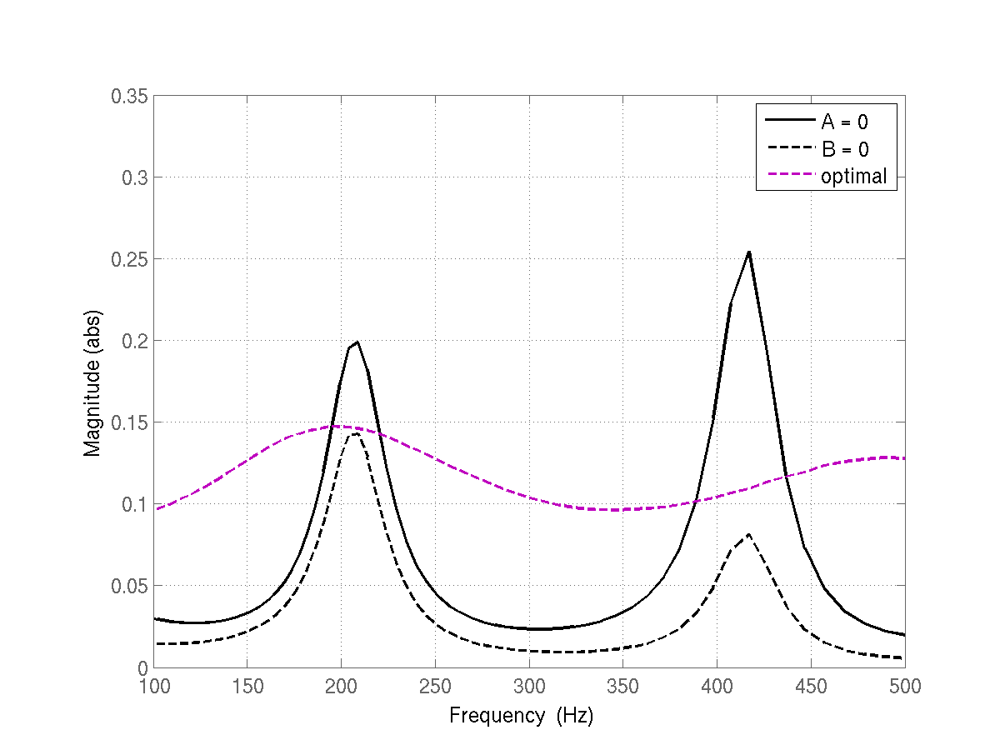 0.35
0.3
0.25
0.2
0.15
0.1
0.05
0
Magnitude (abs)
A = 0
B = 0
optimal
100 150 200 250 300 350 400 450 500
Frequency (Hz)